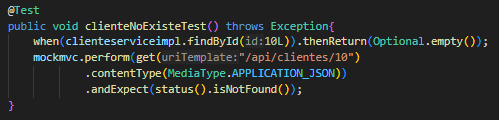 @Test
public void clienteNoExisteTest() throws Exception{
    when(clienteserviceimpl.findById(id:10L)).thenReturn(Optional.empty());
    mockmvc.perform(get(uriTemplate:"/api/clientes/10")
            .contentType(MediaType.APPLICATION_JSON))
            .andExpect(status().isNotFound());
}